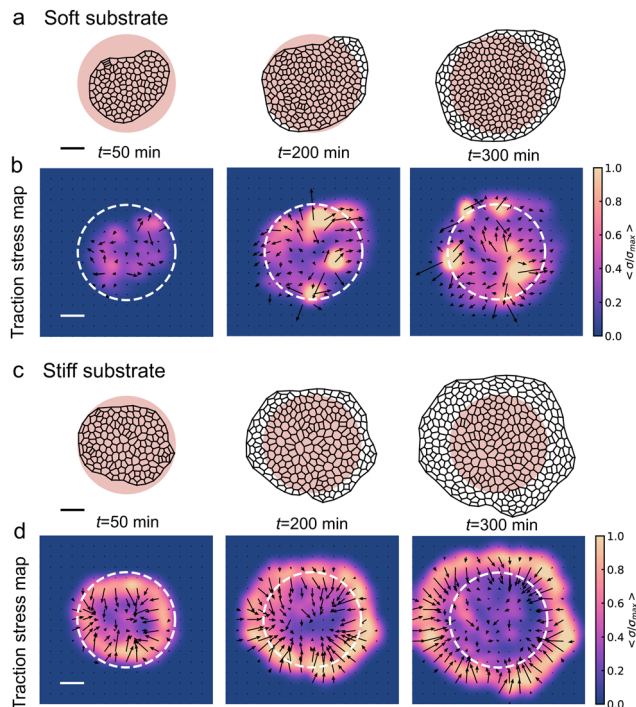 a Soft substrate
t=50 min t=200 min t=300 min
b
Traction stress map
1.0
0.8
0.6
0.4
0.2
0.0
< σ/σmax >
c Stiff substrate
t=50 min t=200 min t=300 min
d
Traction stress map
1.0
0.8
0.6
0.4
0.2
0.0
< σ/σmax >